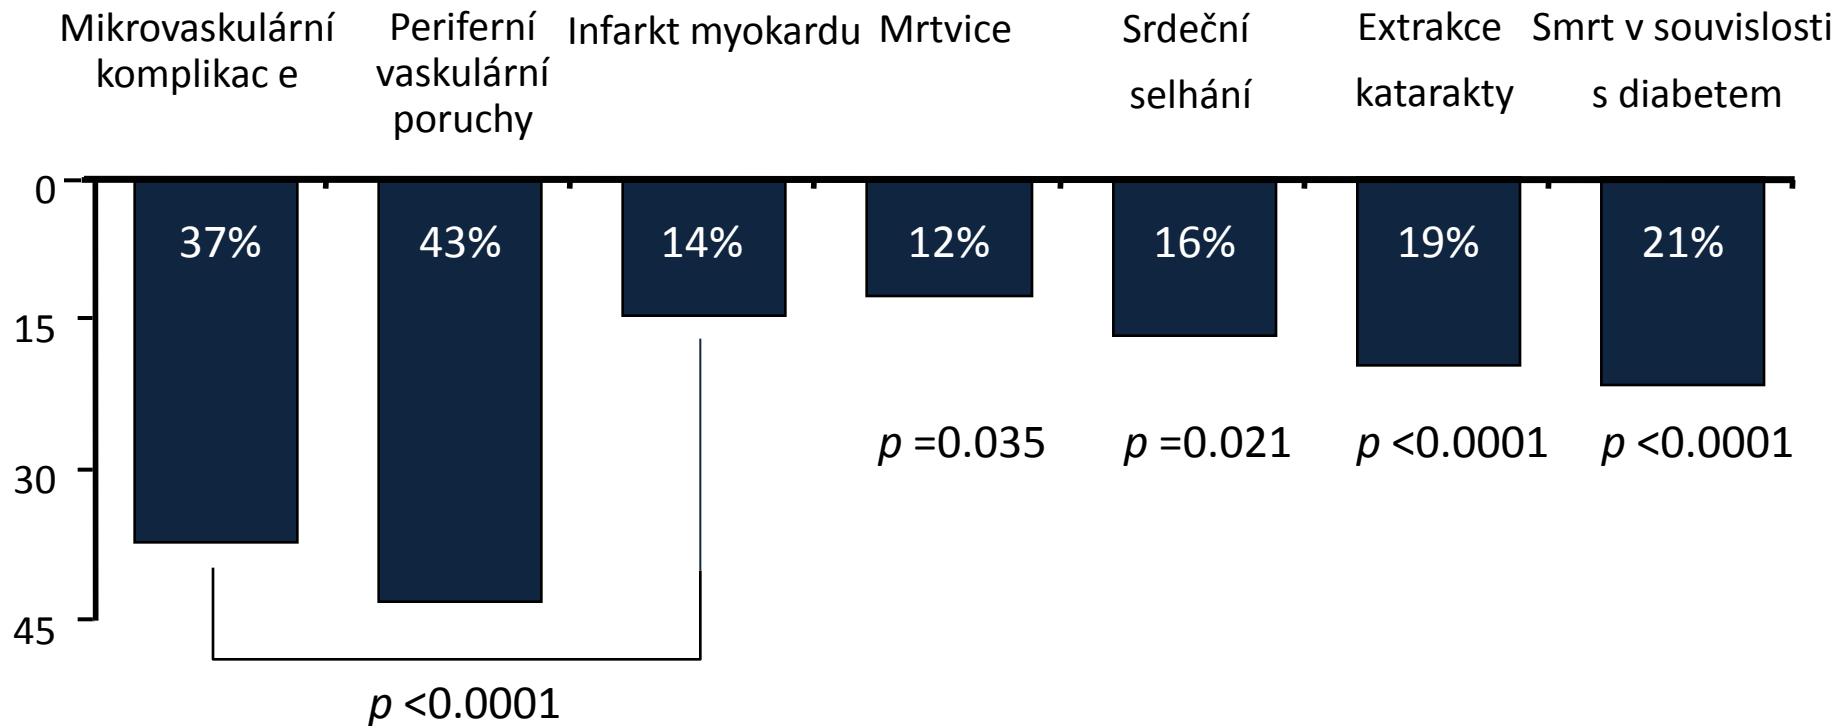 Mikrovaskulární
komplikac e
Periferní
vaskulární
poruchy
Infarkt myokardu
Mrtvice
Srdeční
selhání
Extrakce
katarakty
Smrt v souvislosti
s diabetem
0
15
30
45
37%
43%
14%
12%
16%
19%
21%
p =0.035
p =0.021
p <0.0001
p <0.0001
p <0.0001